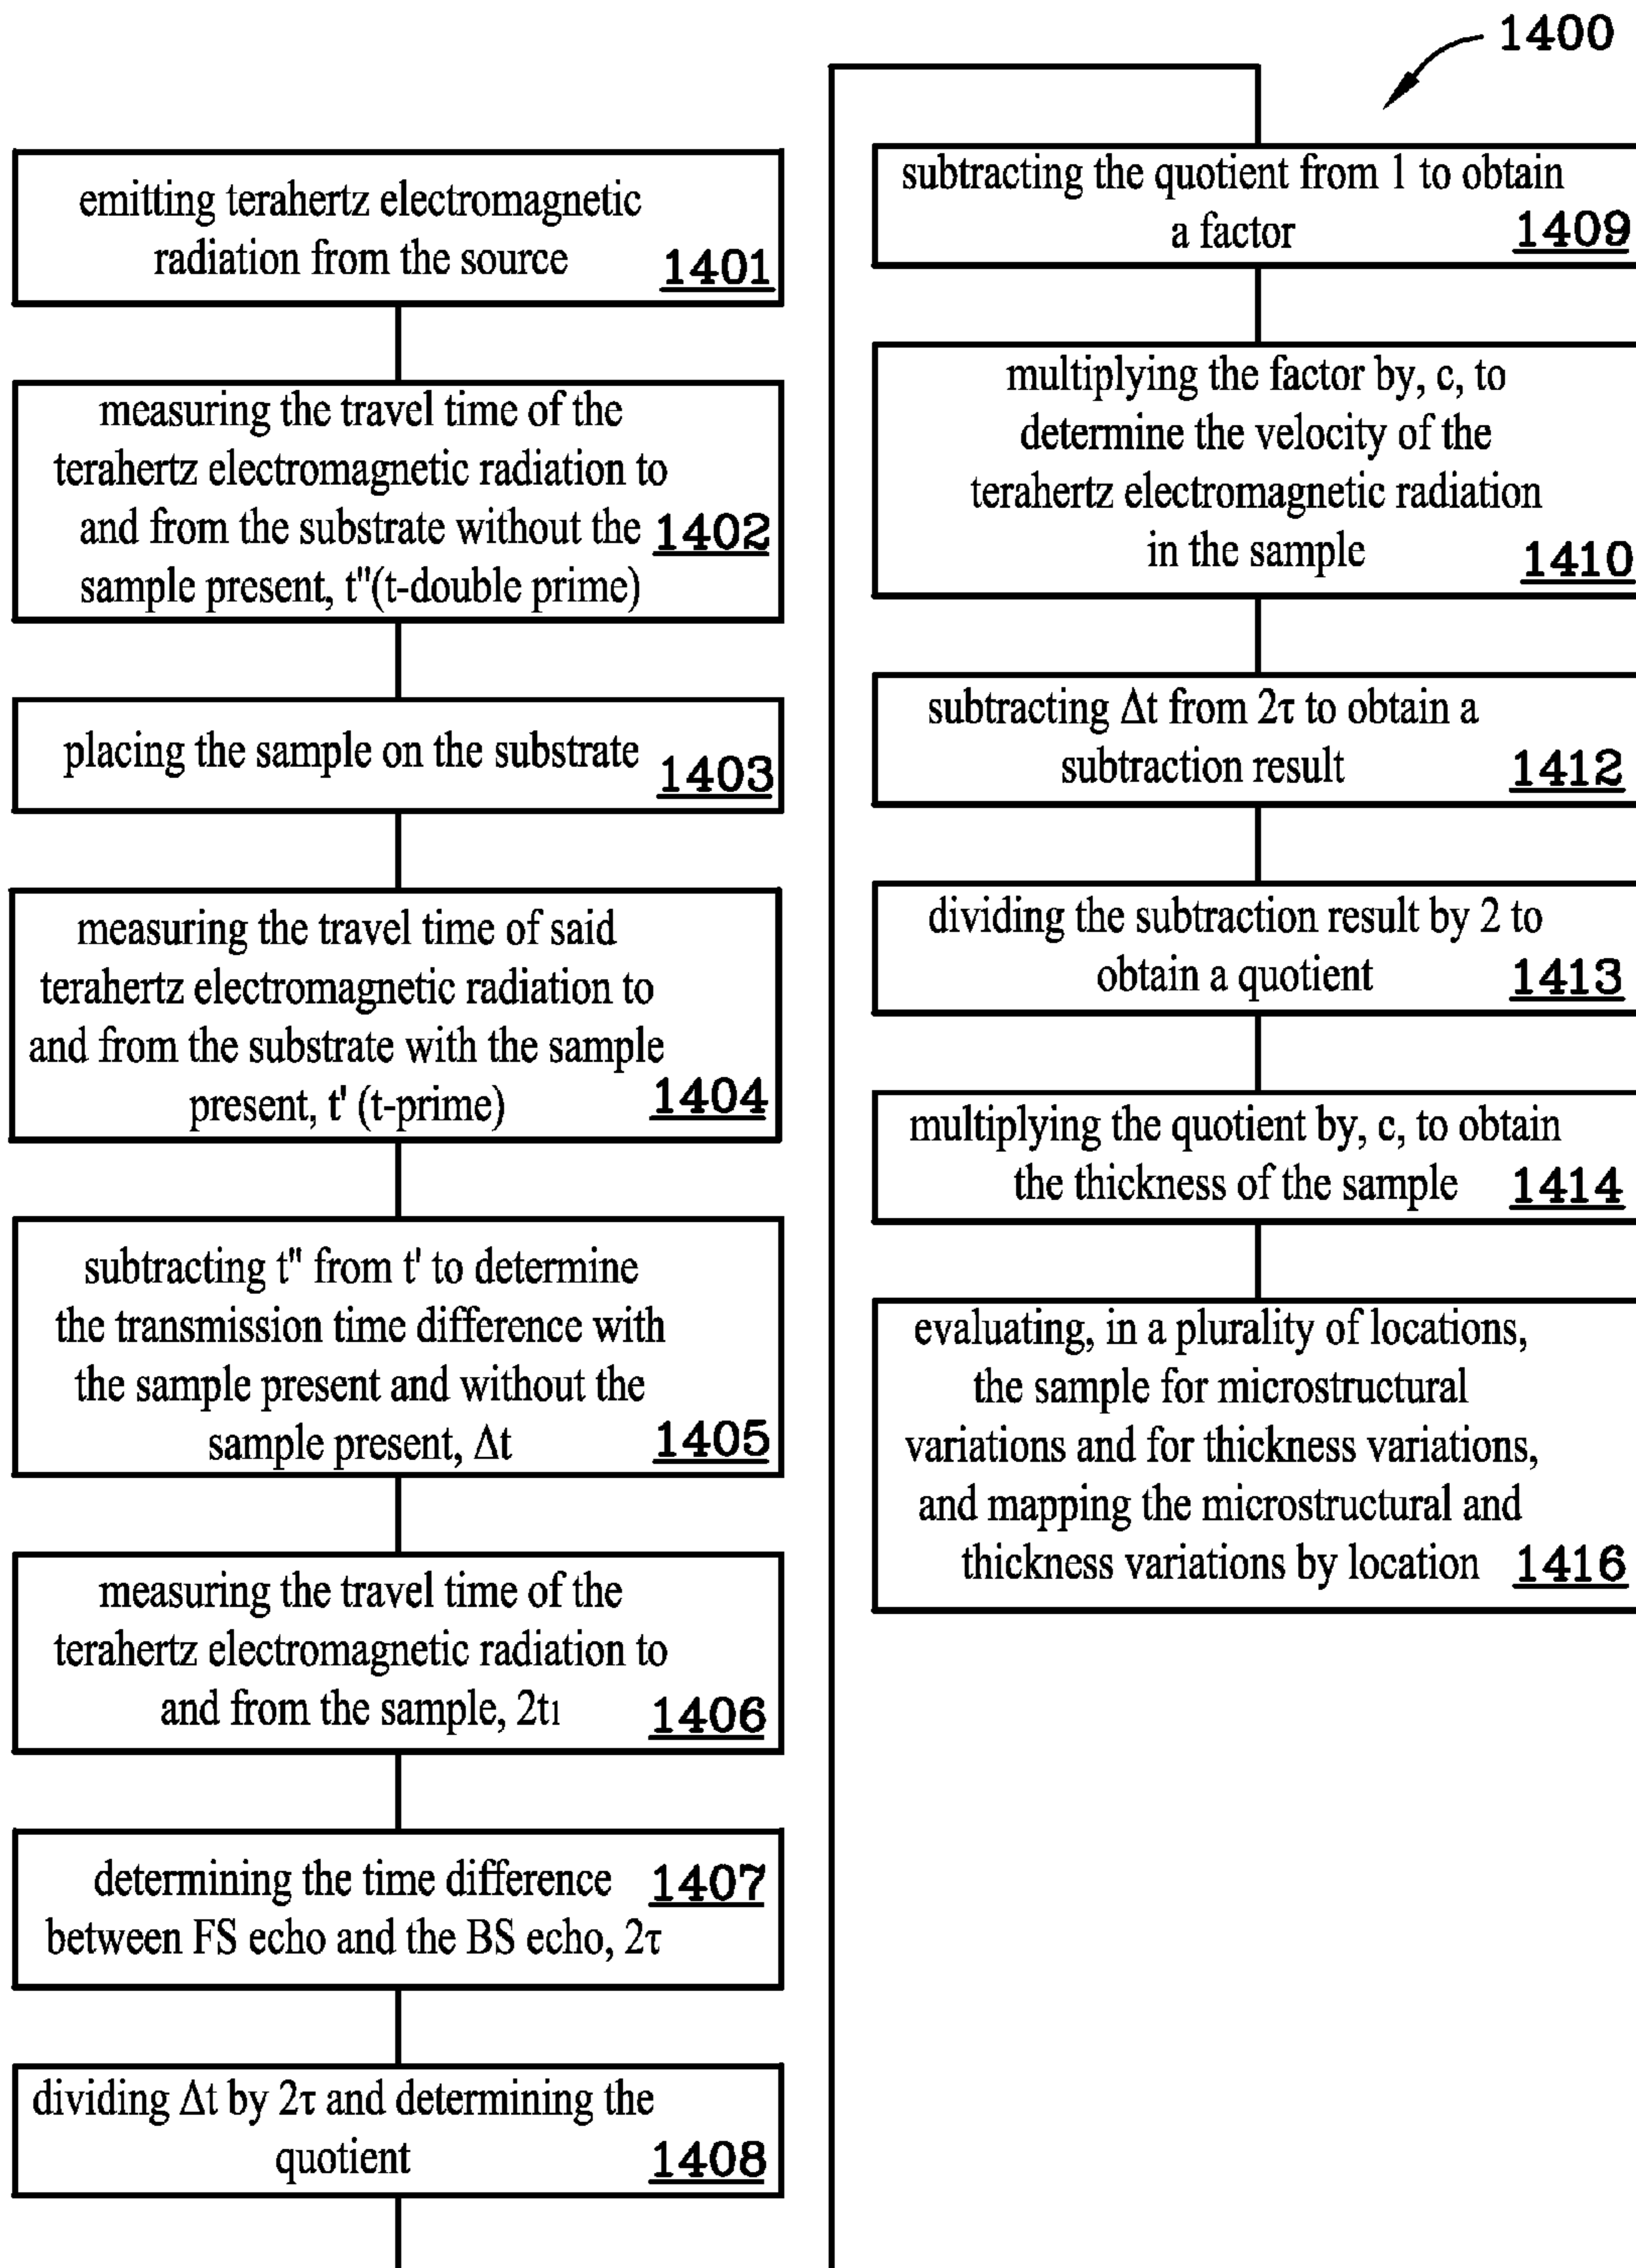 1400
emitting terahertz electromagnetic
radiation from the source 1401
measuring the travel time of the
terahertz electromagnetic radiation to
and from the substrate without the 1402
sample present, t"(t-double prime)
placing the sample on the substrate 1403
measuring the travel time of said
terahertz electromagnetic radiation to
and from the substrate with the sample
present, t' (t-prime) 1404
subtracting t" from t' to determine
the transmission time difference with
the sample present and without the
sample present, Δt 1405
measuring the travel time of the
terahertz electromagnetic radiation to
and from the sample, 2t₁ 1406
determining the time difference 1407
between FS echo and the BS echo, 2τ
dividing Δt by 2τ and determining the
quotient 1408
subtracting the quotient from 1 to obtain
a factor 1409
multiplying the factor by, c, to
determine the velocity of the
terahertz electromagnetic radiation
in the sample 1410
subtracting Δt from 2τ to obtain a
subtraction result 1412
dividing the subtraction result by 2 to
obtain a quotient 1413
multiplying the quotient by, c, to obtain
the thickness of the sample 1414
evaluating, in a plurality of locations,
the sample for microstructural
variations and for thickness variations,
and mapping the microstructural and
thickness variations by location 1416